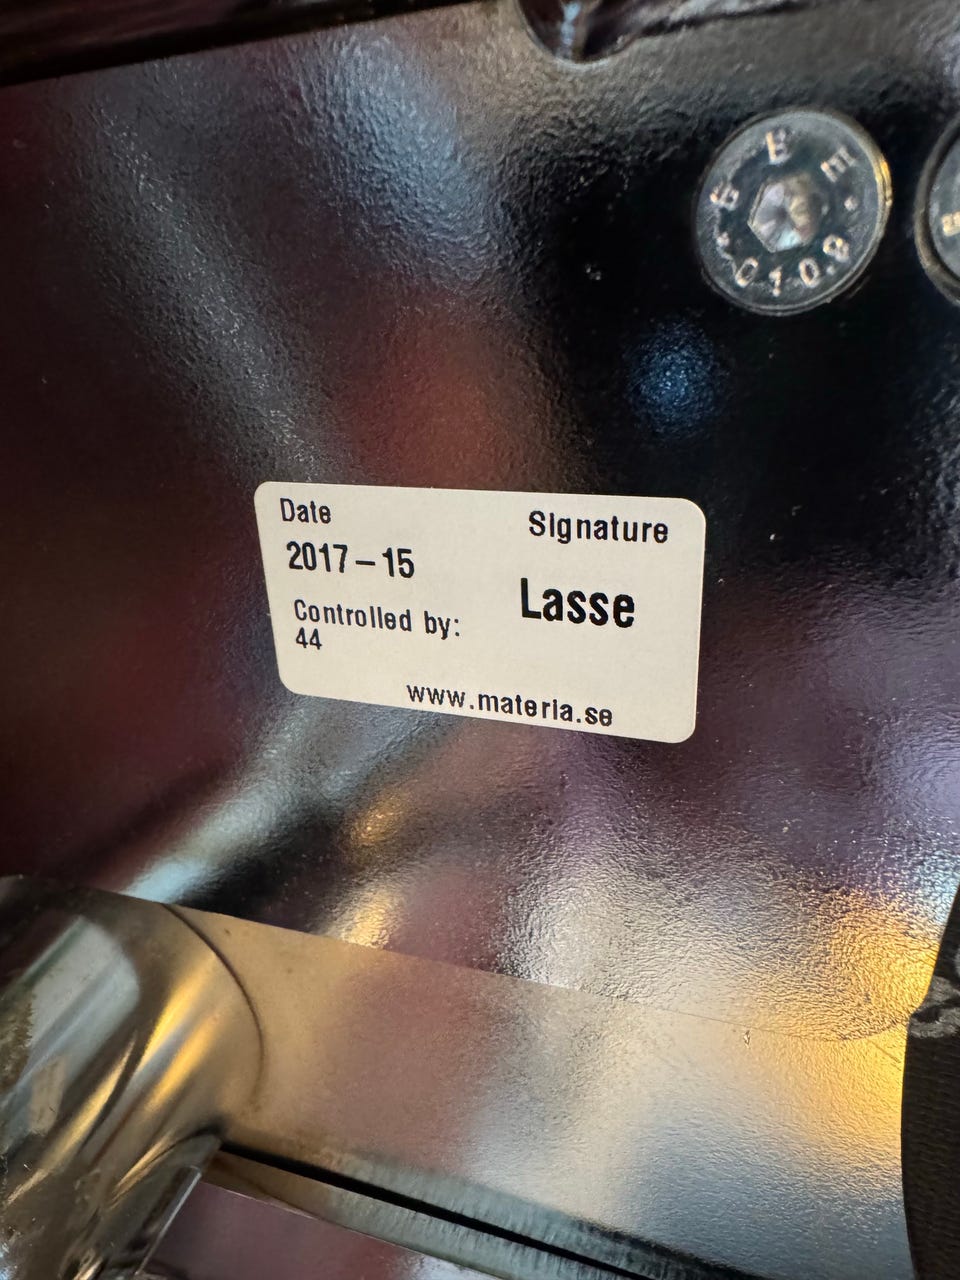 Date
Signature
2017-15
Lasse
Controlled by:
44
www.materia.se